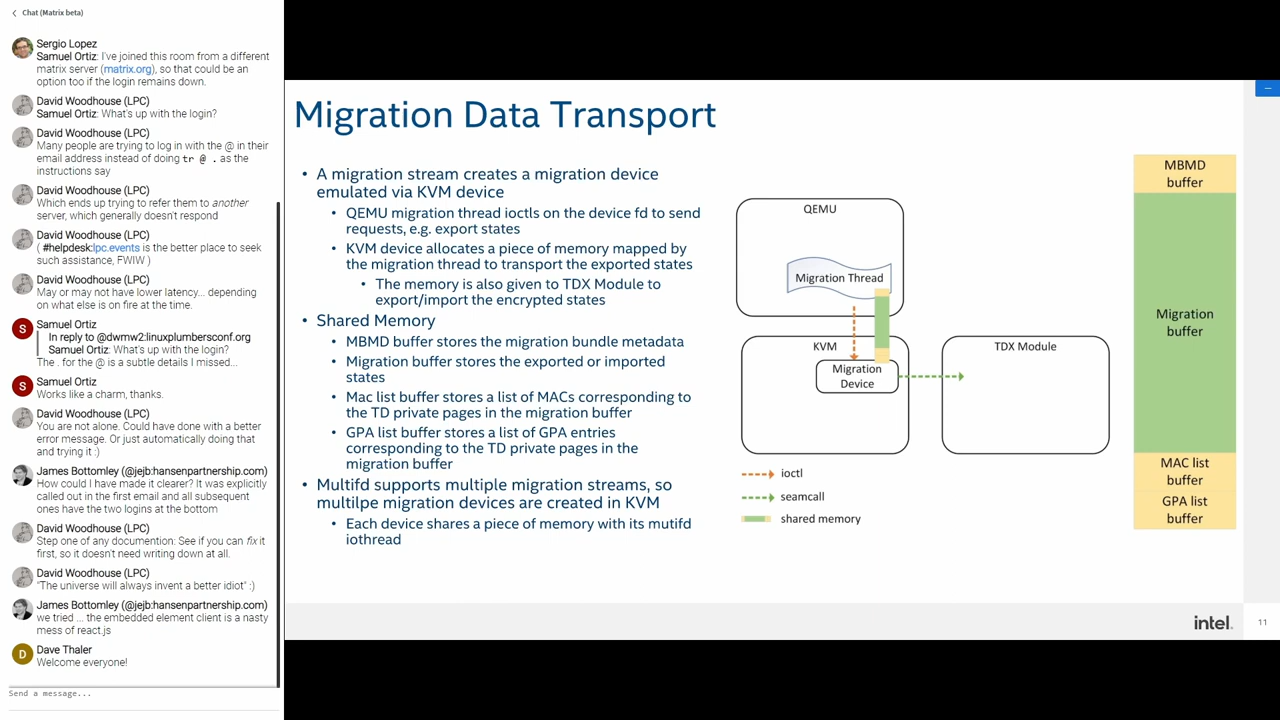 Chat (Matrix beta)
Sergio Lopez
Samuel Ortiz: I've joined this room from a different
matrix server (matrix.org), so that could be an
option too if the login remains down.
David Woodhouse (LPC)
Samuel Ortiz: What's up with the login?
David Woodhouse (LPC)
Many people are trying to log in with the @ in their
email address instead of doing tr @ . as the
instructions say
David Woodhouse (LPC)
Which ends up trying to refer them to another
server, which generally doesn't respond
David Woodhouse (LPC)
( #helpdesk:lpc.events is the better place to seek
such assistance, FWIW )
David Woodhouse (LPC)
May or may not have lower latency... depending
on what else is on fire at the time.
S
Samuel Ortiz
In reply to @dwmw2:linuxplumbersconf.org
Samuel Ortiz: What's up with the login?
The . for the @ is a subtle details I missed...
S
Samuel Ortiz
Works like a charm, thanks.
David Woodhouse (LPC)
You are not alone. Could have done with a better
error message. Or just automatically doing that
and trying it :)
James Bottomley (@jejb:hansenpartnership.com)
How could I have made it clearer? It was explicitly
called out in the first email and all subsequent
ones have the two logins at the bottom
David Woodhouse (LPC)
Step one of any documentation: See if you can fix it
first, so it doesn't need writing down at all.
David Woodhouse (LPC)
"The universe will always invent a better idiot" :)
James Bottomley (@jejb:hansenpartnership.com)
we tried ... the embedded element client is a nasty
mess of react.js
D
Dave Thaler
Welcome everyone!
Send a message...
Migration Data Transport
• A migration stream creates a migration device
emulated via KVM device
• QEMU migration thread ioctls on the device fd to send
requests, e.g. export states
• KVM device allocates a piece of memory mapped by
the migration thread to transport the exported states
• The memory is also given to TDX Module to
export/import the encrypted states
• Shared Memory
• MBMD buffer stores the migration bundle metadata
• Migration buffer stores the exported or imported
states
• Mac list buffer stores a list of MACs corresponding to
the TD private pages in the migration buffer
• GPA list buffer stores a list of GPA entries
corresponding to the TD private pages in the
migration buffer
• Multifd supports multiple migration streams, so
multilpe migration devices are created in KVM
• Each device shares a piece of memory with its mutifd
iothread
QEMU
Migration Thread
KVM
Migration
Device
TDX Module
ioctl
seamcall
shared memory
MBMD
buffer
Migration
buffer
MAC list
buffer
GPA list
buffer
intel.
11